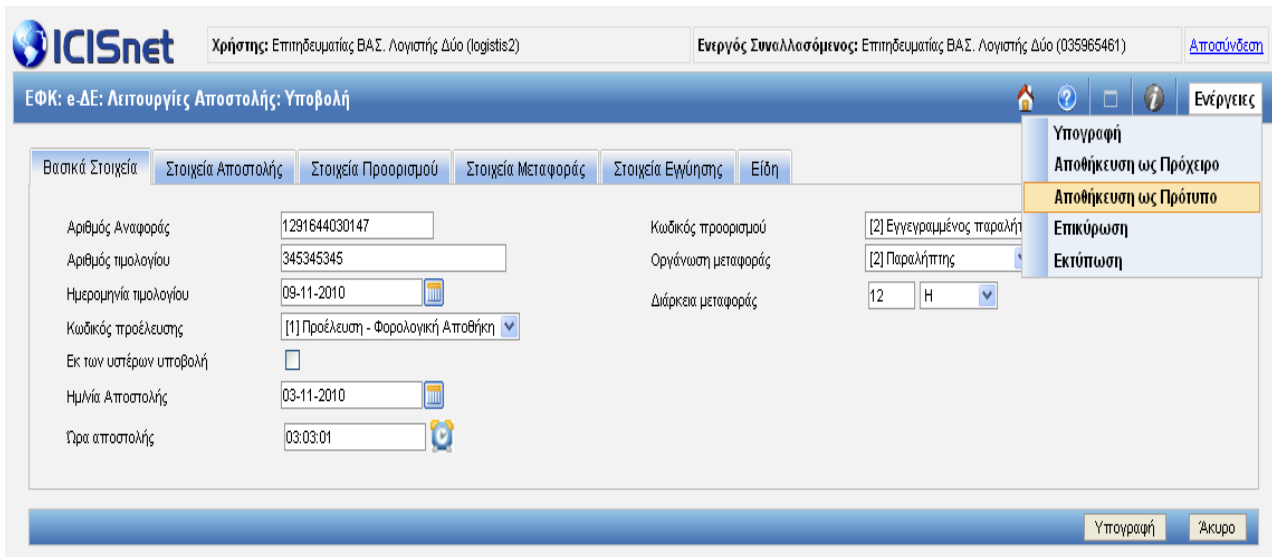 ICISnet
Χρήστης: Επιτηδευματίας ΒΑΣ. Λογιστής Δύο (logistis2)
Ενεργός Συναλλασόμενος: Επιτηδευματίας ΒΑΣ. Λογιστής Δύο (035965461)
Αποσύνδεση
ΕΦΚ: e-ΔΕ: Λειτουργίες Αποστολής: Υποβολή
Ενέργειες
Υπογραφή
Αποθήκευση ως Πρόχειρο
Αποθήκευση ως Πρότυπο
Επικύρωση
Εκτύπωση
Βασικά Στοιχεία
Στοιχεία Αποστολής
Στοιχεία Προορισμού
Στοιχεία Μεταφοράς
Στοιχεία Εγγύησης
Είδη
Αριθμός Αναφοράς 1291644030147
Αριθμός τιμολογίου 345345345
Ημερομηνία τιμολογίου 09-11-2010
Κωδικός προέλευσης [1] Προέλευση - Φορολογική Αποθήκη
Εκ των υστέρων υποβολή
Ημ/νία Αποστολής 03-11-2010
Ώρα αποστολής 03:03:01
Κωδικός προορισμού [2] Εγγεγραμμένος
Οργάνωση μεταφοράς [2] Παραλήπτης
Διάρκεια μεταφοράς 12 H
Υπογραφή
Άκυρο